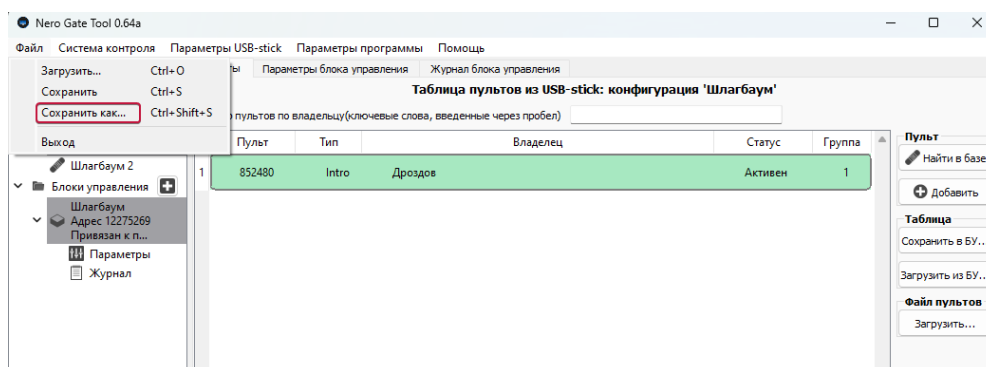 Nero Gate Tool 0.64a
Файл Система контроля Параметры USB-stick Параметры программы Помощь
Загрузить... Ctrl+O
Сохранить Ctrl+S
Сохранить как... Ctrl+Shift+S
Выход
Параметры блока управления Журнал блока управления
Таблица пультов из USB-stick: конфигурация 'Шлагбаум'
пультов по владельцу(ключевые слова, введенные через пробел)
Пульт Тип Владелец Статус Группа
1 852480 Intro Дроздов Активен 1
Шлагбаум 2
Блоки управления
Шлагбаум
Адрес 12275269
Привязан к п...
Параметры
Журнал
Пульт
Найти в базе
Добавить
Таблица
Сохранить в БУ..
Загрузить из БУ..
Файл пультов
Загрузить...